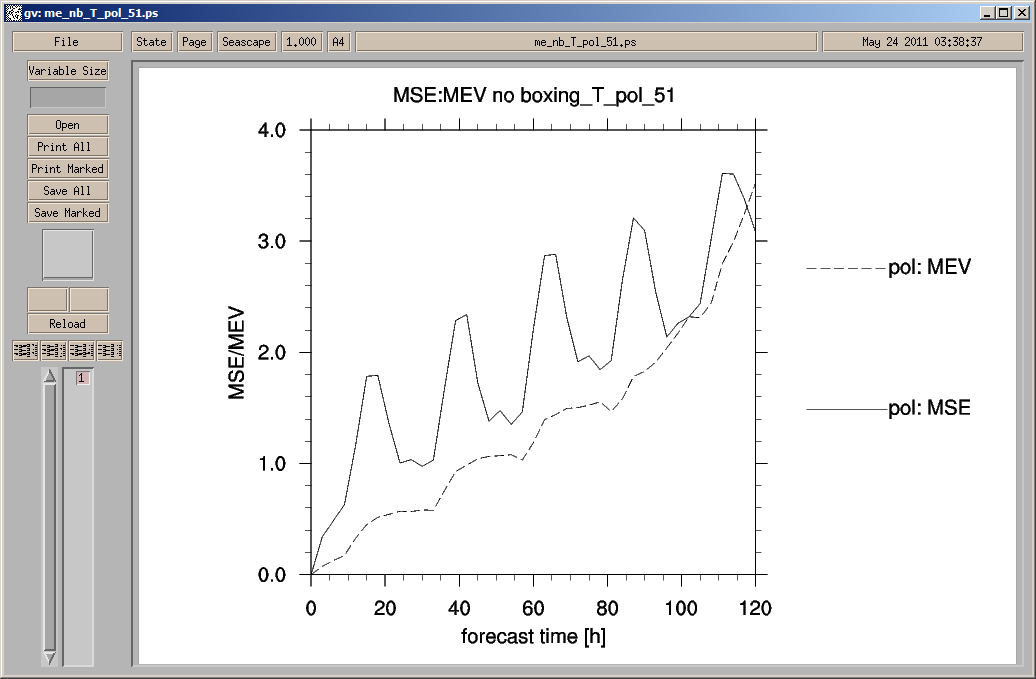 gv: me_nb_T_pol_51.ps
File State Page Seascape 1.000 A4 me_nb_T_pol_51.ps May 24 2011 03:38:37
Variable Size
Open
Print All
Print Marked
Save All
Save Marked
Reload
1
MSE:MEV no boxing_T_pol_51
4.0
3.0
2.0
1.0
0.0
MSE/MEV
0 20 40 60 80 100 120
forecast time [h]
pol: MEV
pol: MSE